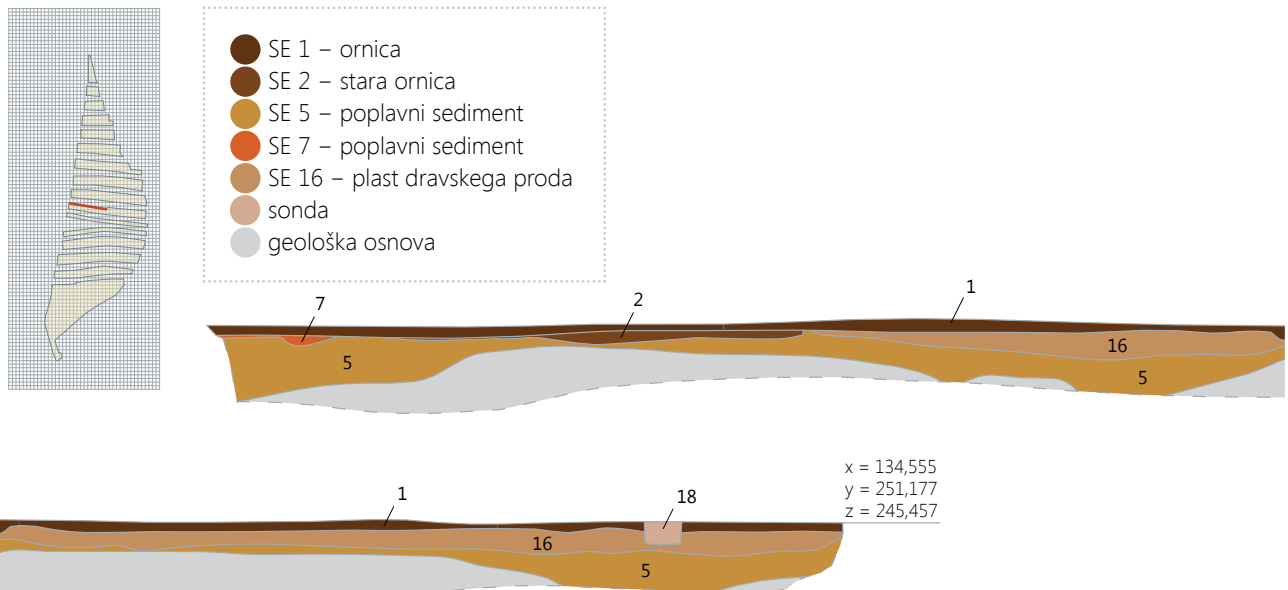 SE 1 – ornica
SE 2 – stara ornica
SE 5 – poplavni sediment
SE 7 – poplavni sediment
SE 16 – plast dravskega proda
sonda
geološka osnova
7
2
1
5
16
5
x = 134,555
y = 251,177
z = 245,457
1
18
16
5